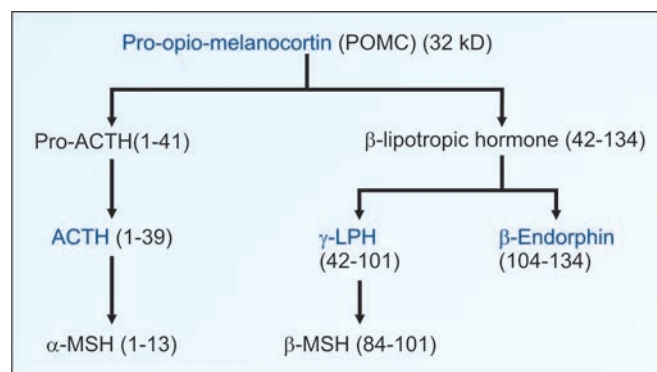 Pro-opio-melanocortin (POMC) (32 kD)
Pro-ACTH(1-41)
β-lipotropic hormone (42-134)
ACTH (1-39)
γ-LPH
(42-101)
β-Endorphin
(104-134)
α-MSH (1-13)
β-MSH (84-101)